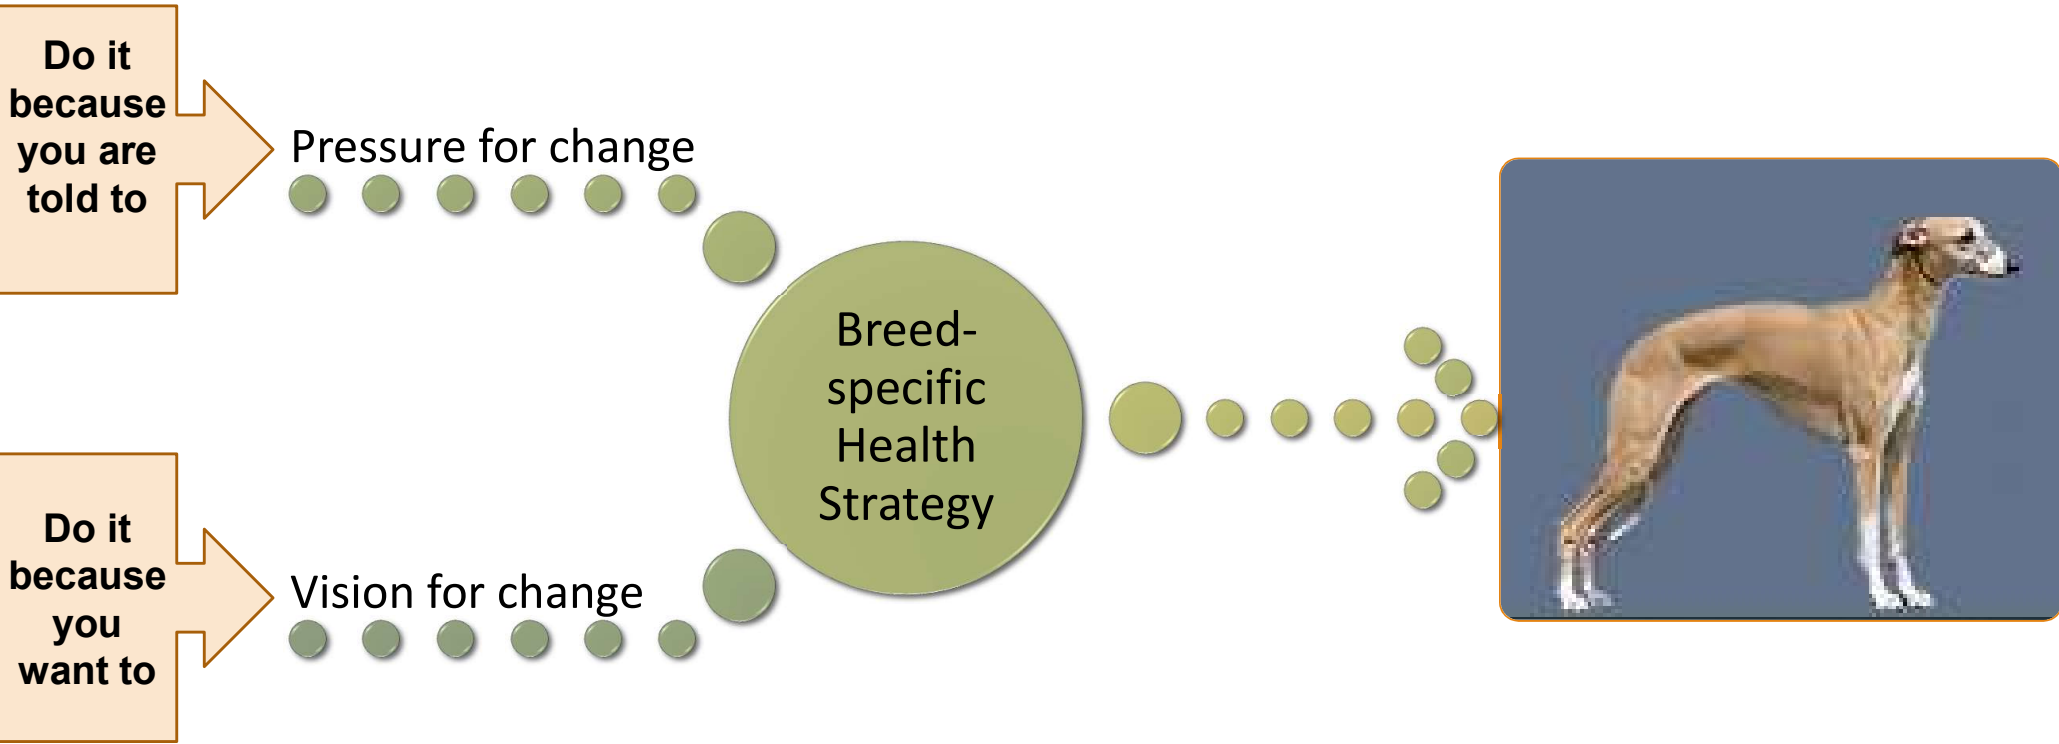 Do it
because
you are
told to
Pressure for change
Breed-
specific
Health
Strategy
Do it
because
you
want to
Vision for change